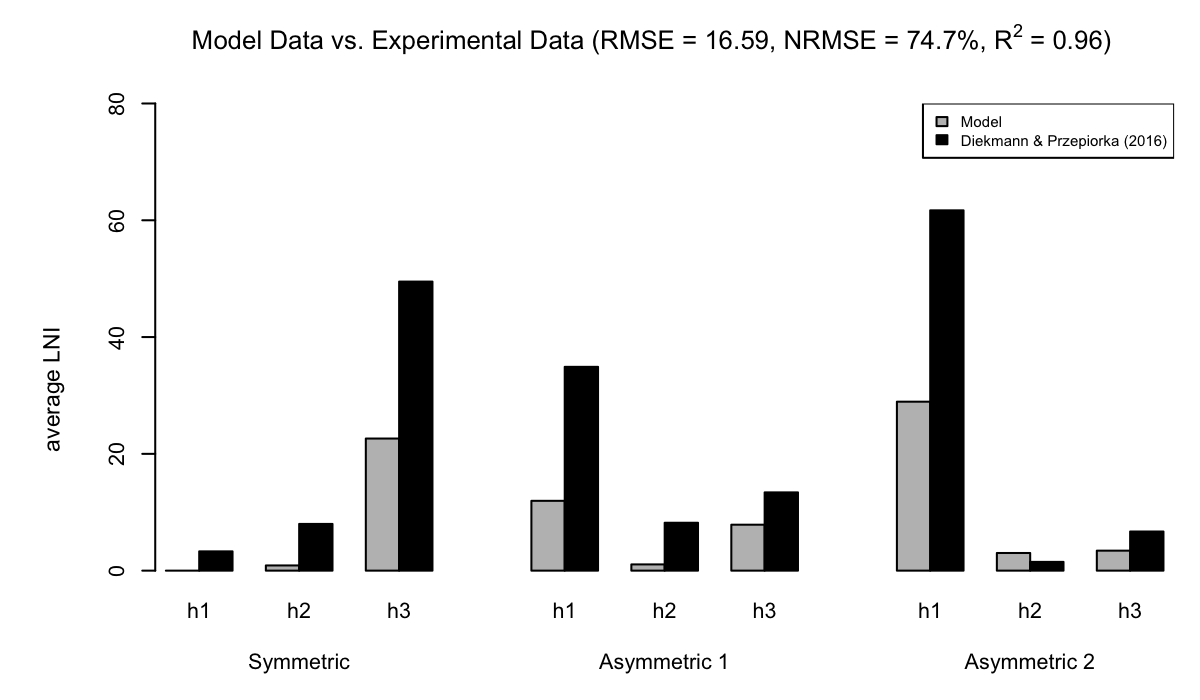 Model Data vs. Experimental Data (RMSE = 16.59, NRMSE = 74.7%, R² = 0.96)
80
60
40
20
0
average LNI
Model
Diekmann & Przepiorka (2016)
h1 h2 h3 h1 h2 h3 h1 h2 h3
Symmetric Asymmetric 1 Asymmetric 2